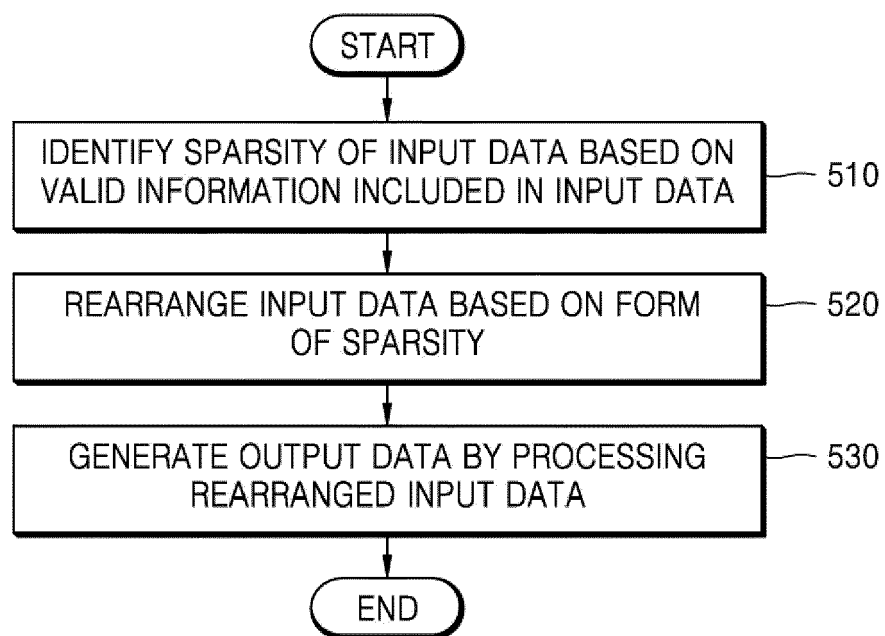 START
IDENTIFY SPARSITY OF INPUT DATA BASED ON
VALID INFORMATION INCLUDED IN INPUT DATA
510
REARRANGE INPUT DATA BASED ON FORM
OF SPARSITY
520
GENERATE OUTPUT DATA BY PROCESSING
REARRANGED INPUT DATA
530
END